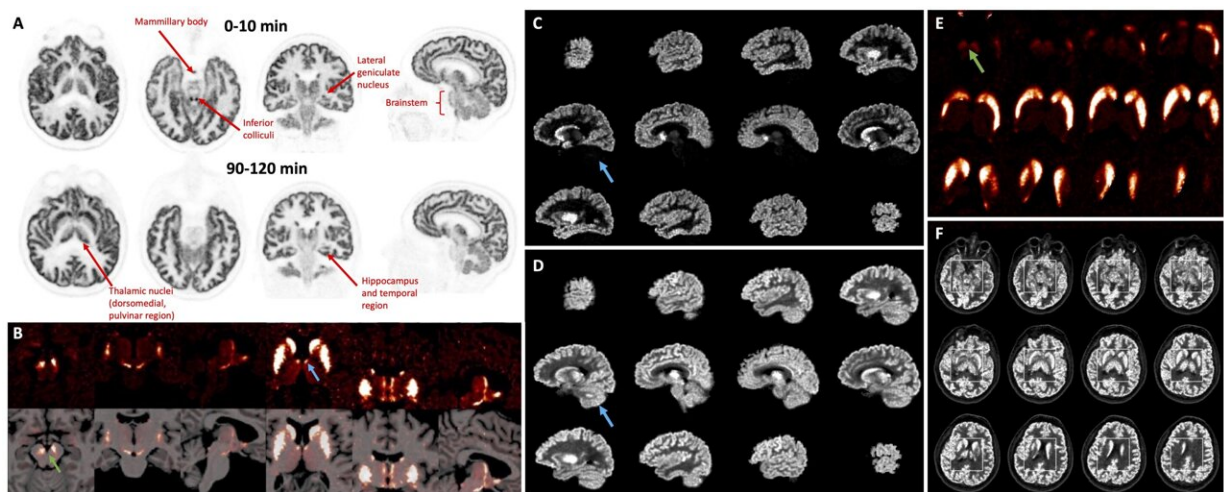 A
0-10 min
Mammillary body
Lateral
geniculate
nucleus
Brainstem
Inferior
colliculi
90-120 min
Thalamic nuclei
(dorsomedial,
pulvinar region)
Hippocampus
and temporal
region
B
C
D
E
F